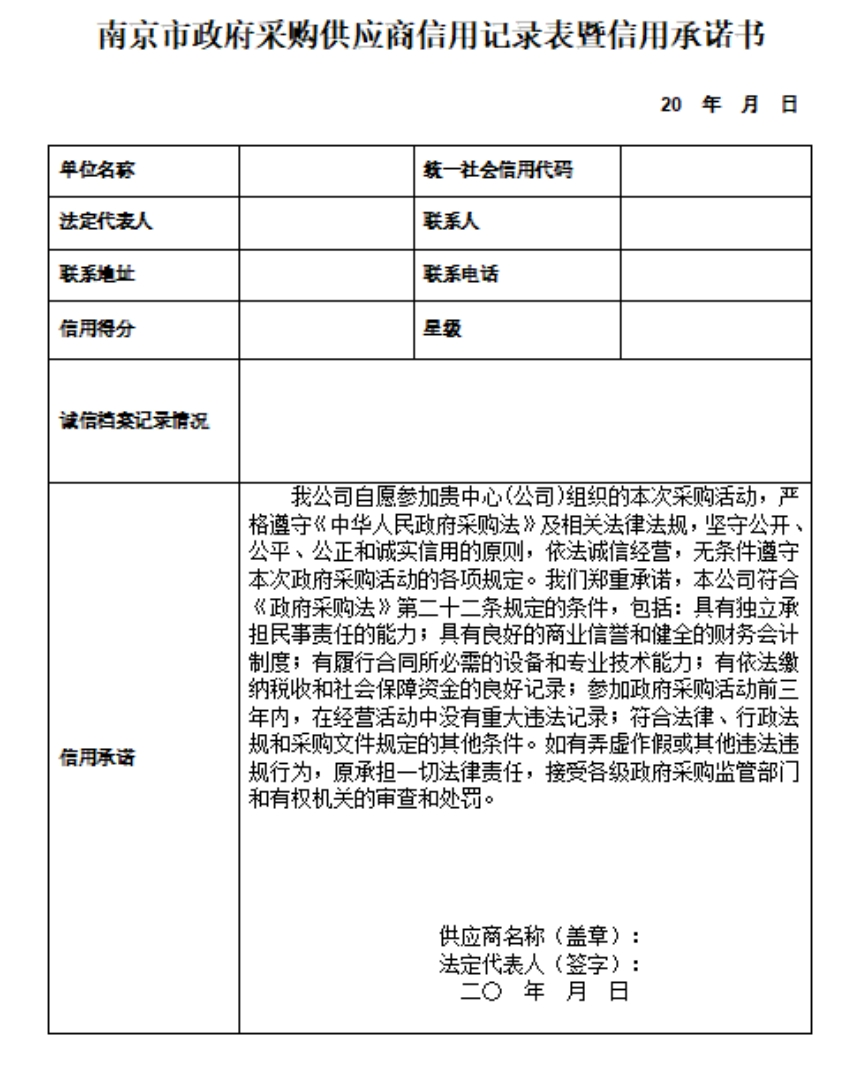 南京市政府采购供应商信用记录表暨信用承诺书
20 年 月 日
单位名称 统一社会信用代码
法定代表人 联系人
联系地址 联系电话
信用得分 星级
诚信档案记录情况
信用承诺
我公司自愿参加贵中心(公司)组织的本次采购活动，严
格遵守《中华人民政府采购法》及相关法律法规，坚守公开、
公平、公正和诚实信用的原则，依法诚信经营，无条件遵守
本次政府采购活动的各项规定。我们郑重承诺，本公司符合
《政府采购法》第二十二条规定的条件，包括：具有独立承
担民事责任的能力；具有良好的商业信誉和健全的财务会计
制度；有履行合同所必需的设备和专业技术能力；有依法缴
纳税收和社会保障资金的良好记录；参加政府采购活动前三
年内，在经营活动中没有重大违法记录；符合法律、行政法
规和采购文件规定的其他条件。如有弄虚作假或其他违法违
规行为，原承担一切法律责任，接受各级政府采购监管部门
和有权机关的审查和处罚。
供应商名称（盖章）：
法定代表人（签字）：
二〇 年 月 日